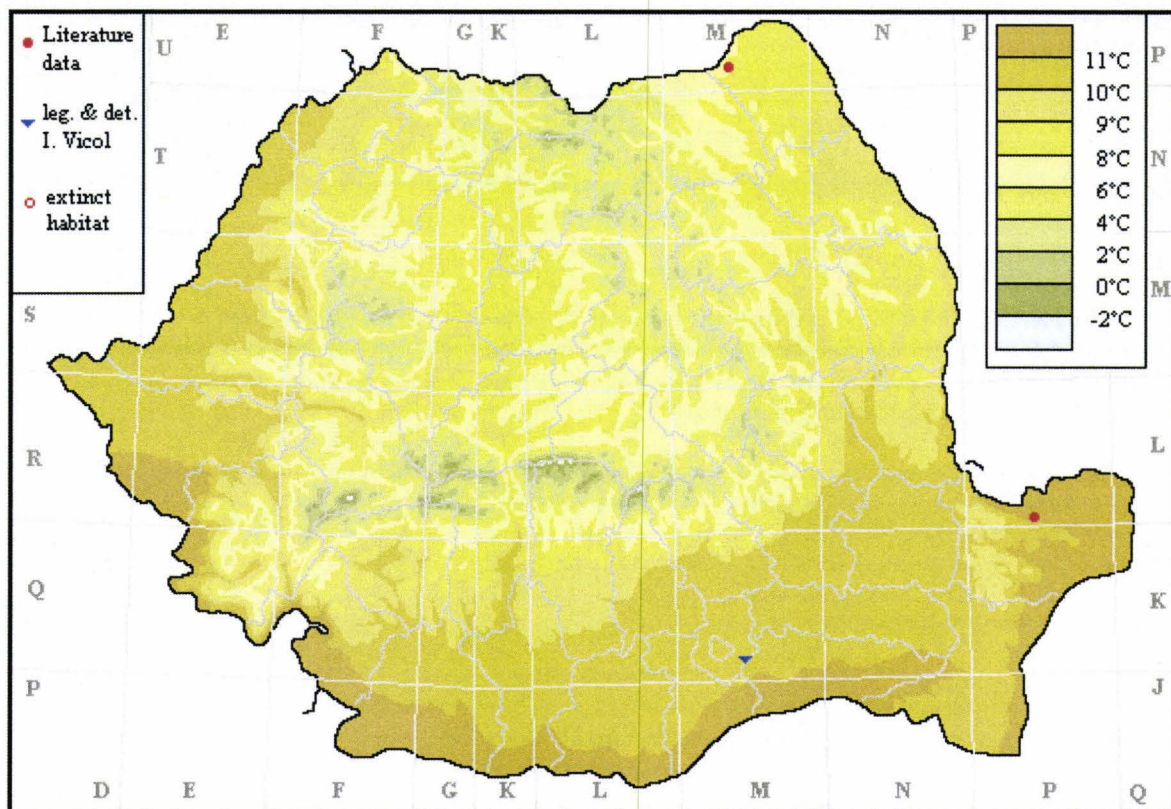 Literature
data
leg. & det.
I. Vicol
extinct
habitat
E F G K L M N P
U
T
S
R
Q
P
D E F G K L M N P Q
P
N
M
L
K
J
11°C
10°C
9°C
8°C
6°C
4°C
2°C
0°C
-2°C